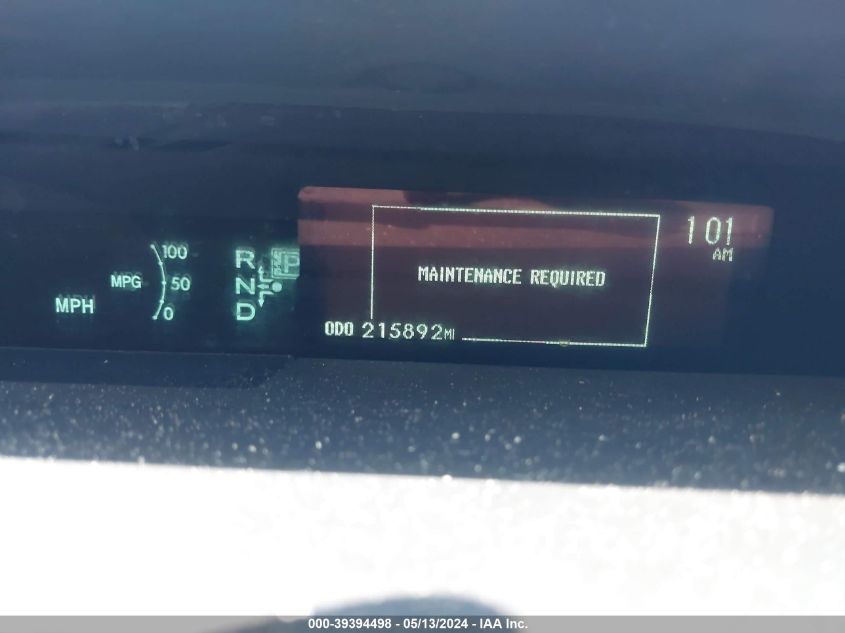 101
AM
100
MPG 50
0
MPH
R
P
N
D
MAINTENANCE REQUIRED
ODO 215892MI
000-39394498 - 05/13/2024 - IAA Inc.